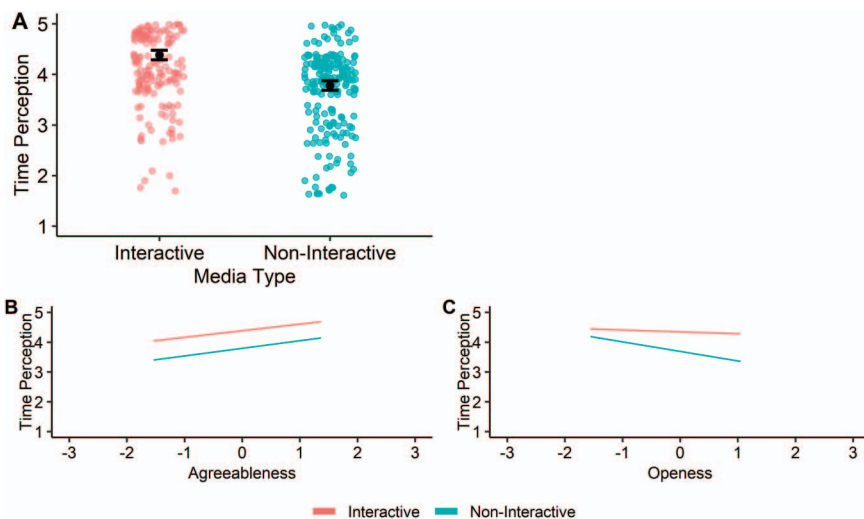 A
5
4
3
2
1
Time Perception
Interactive Non-Interactive
Media Type
B
5
4
3
2
1
Time Perception
-3 -2 -1 0 1 2 3
Agreeableness
C
5
4
3
2
1
Time Perception
-3 -2 -1 0 1 2 3
Openess
Interactive Non-Interactive